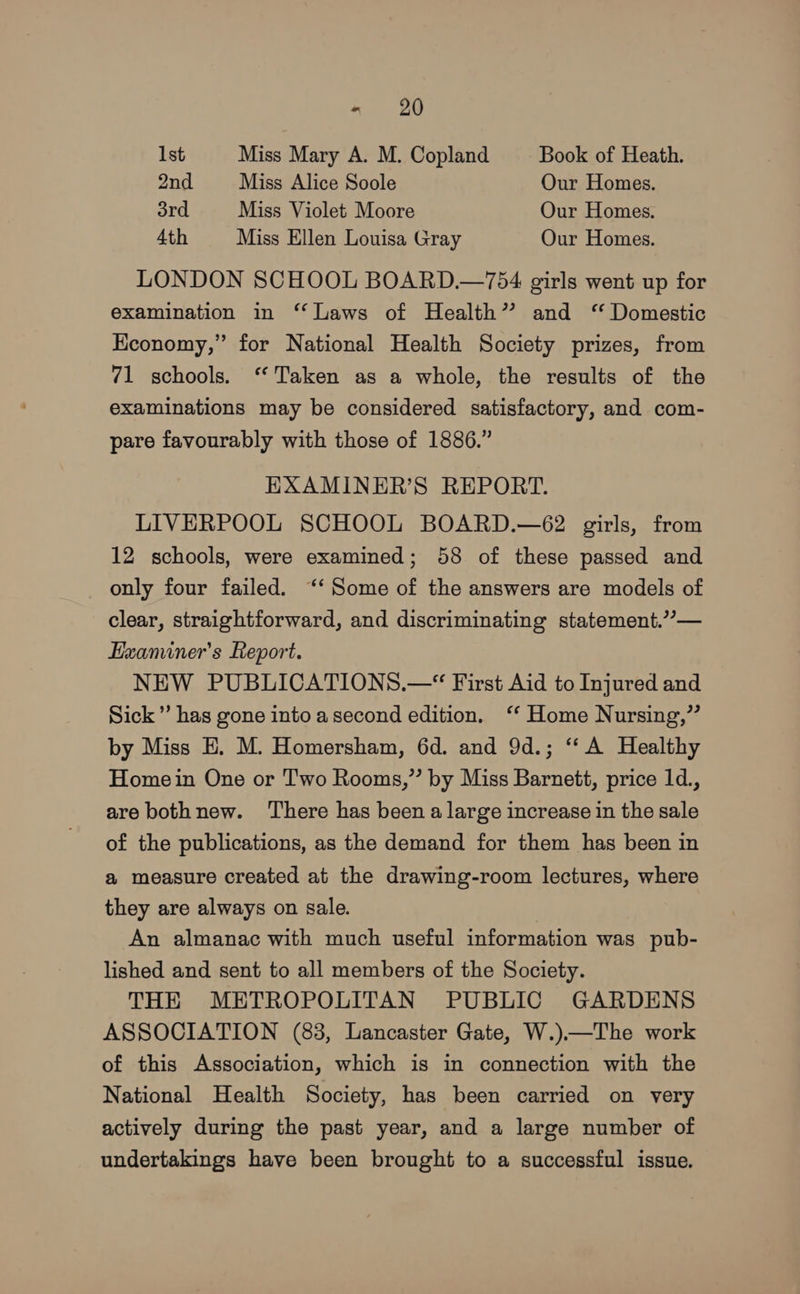 20
1st Miss Mary A. M. Copland Book of Heath.
2nd Miss Alice Soole Our Homes.
3rd Miss Violet Moore Our Homes.
4th Miss Ellen Louisa Gray Our Homes.
LONDON SCHOOL BOARD.—754 girls went up for
examination in “Laws of Health” and “Domestic
Economy,” for National Health Society prizes, from
71 schools. “Taken as a whole, the results of the
examinations may be considered satisfactory, and com-
pare favourably with those of 1886.”
EXAMINER’S REPORT.
LIVERPOOL SCHOOL BOARD.—62 girls, from
12 schools, were examined; 58 of these passed and
only four failed. “Some of the answers are models of
clear, straightforward, and discriminating statement.”—
Examiner’s Report.
NEW PUBLICATIONS.—“First Aid to Injured and
Sick” has gone into a second edition. “Home Nursing,”
by Miss E. M. Homersham, 6d. and 9d.; “A Healthy
Home in One or Two Rooms,” by Miss Barnett, price 1d.,
are both new. There has been a large increase in the sale
of the publications, as the demand for them has been in
a measure created at the drawing-room lectures, where
they are always on sale.
An almanac with much useful information was pub-
lished and sent to all members of the Society.
THE METROPOLITAN PUBLIC GARDENS
ASSOCIATION (83, Lancaster Gate, W.).—The work
of this Association, which is in connection with the
National Health Society, has been carried on very
actively during the past year, and a large number of
undertakings have been brought to a successful issue.